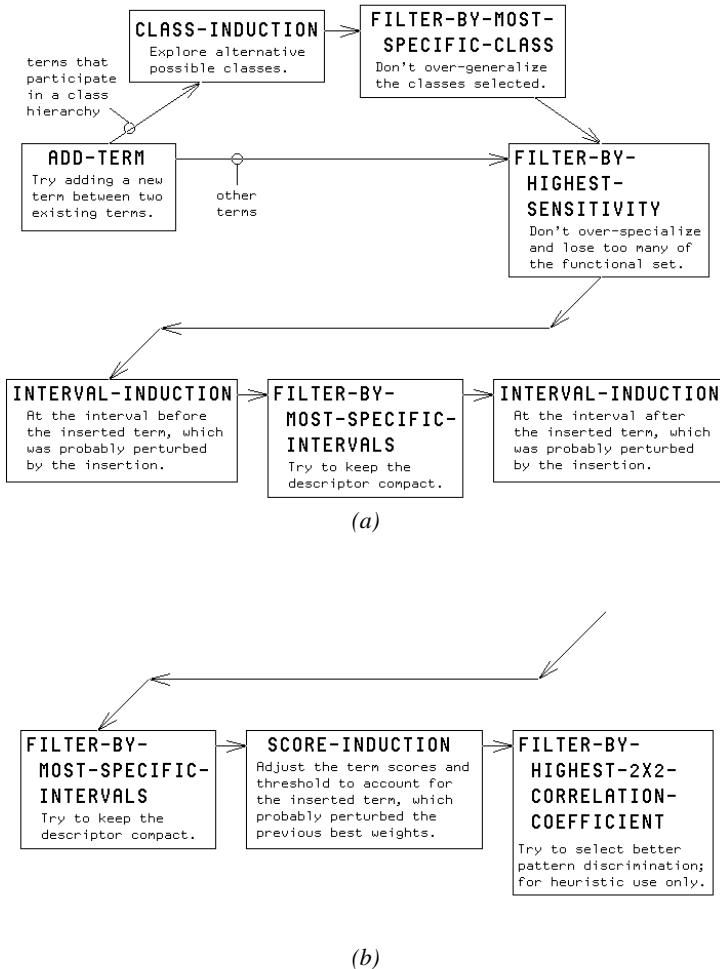 CLASS-INDUCTION
Explore alternative
possible classes.
FILTER-BY-MOST-
SPECIFIC-CLASS
Don't over-generalize
the classes selected.
terms that
participate
in a class
hierarchy
ADD-TERM
Try adding a new
term between two
existing terms.
other
terms
FILTER-BY-
HIGHEST-
SENSITIVITY
Don't over-specialize
and lose too many of
the functional set.
INTERVAL-INDUCTION
At the interval before
the inserted term, which
was probably perturbed
by the insertion.
FILTER-BY-
MOST-SPECIFIC-
INTERVALS
Try to keep the
descriptor compact.
INTERVAL-INDUCTION
At the interval after
the inserted term, which
was probably perturbed
by the insertion.
(a)
FILTER-BY-
MOST-SPECIFIC-
INTERVALS
Try to keep the
descriptor compact.
SCORE-INDUCTION
Adjust the term scores and
threshold to account for
the inserted term, which
probably perturbed the
previous best weights.
FILTER-BY-
HIGHEST-2X2-
CORRELATION-
COEFFICIENT
Try to select better
pattern discrimination;
for heuristic use only.
(b)